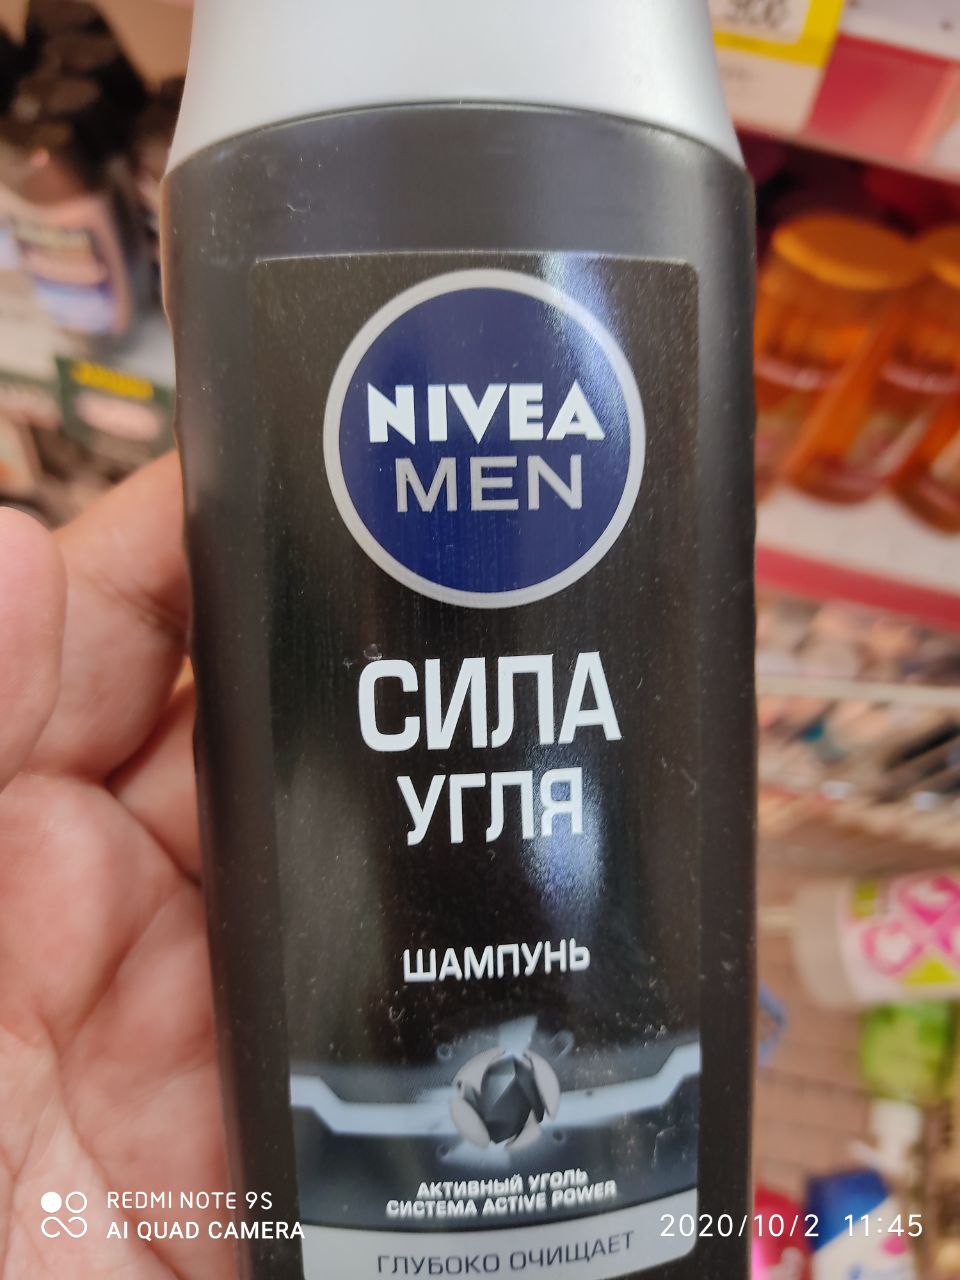 NIVEA
MEN
СИЛА
УГЛЯ
ШАМПУНЬ
АКТИВНЫЙ УГОЛЬ
СИСТЕМА ACTIVE POWER
ГЛУБОКО ОЧИЩАЕТ
REDMI NOTE 9S
AI QUAD CAMERA
2020/10/2 11:45